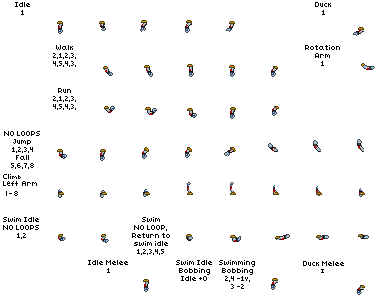 Idle
1
Duck
1
Walk
2,1,2,3,
4,5,4,3,
Rotation
Arm
1
Run
2,1,2,3,
4,5,4,3,
NO LOOPS
Jump
1,2,3,4
Fall
5,6,7,8
Climb
Left Arm
1-8
Swim Idle
NO LOOPS
1,2
Swim
NO LOOP,
Return to
swim idle
1,2,3,4,5
Idle Melee
1
Swim Idle
Bobbing
Idle +0
Swimming
Bobbing
2,4 -1v,
3 -2
Duck Melee
1